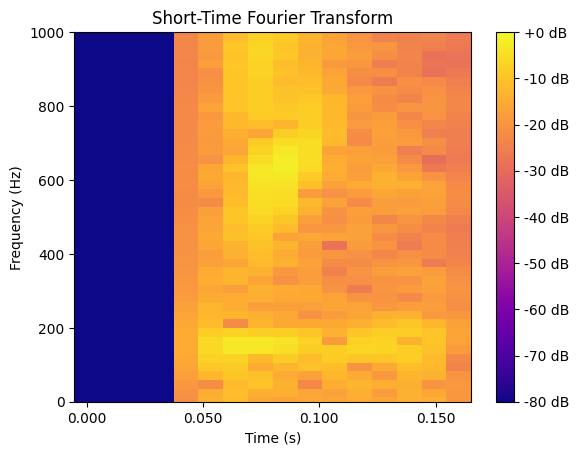 Short-Time Fourier Transform
1000
800
600
400
200
0
Frequency (Hz)
0.000
0.050
0.100
0.150
Time (s)
+0 dB
-10 dB
-20 dB
-30 dB
-40 dB
-50 dB
-60 dB
-70 dB
-80 dB